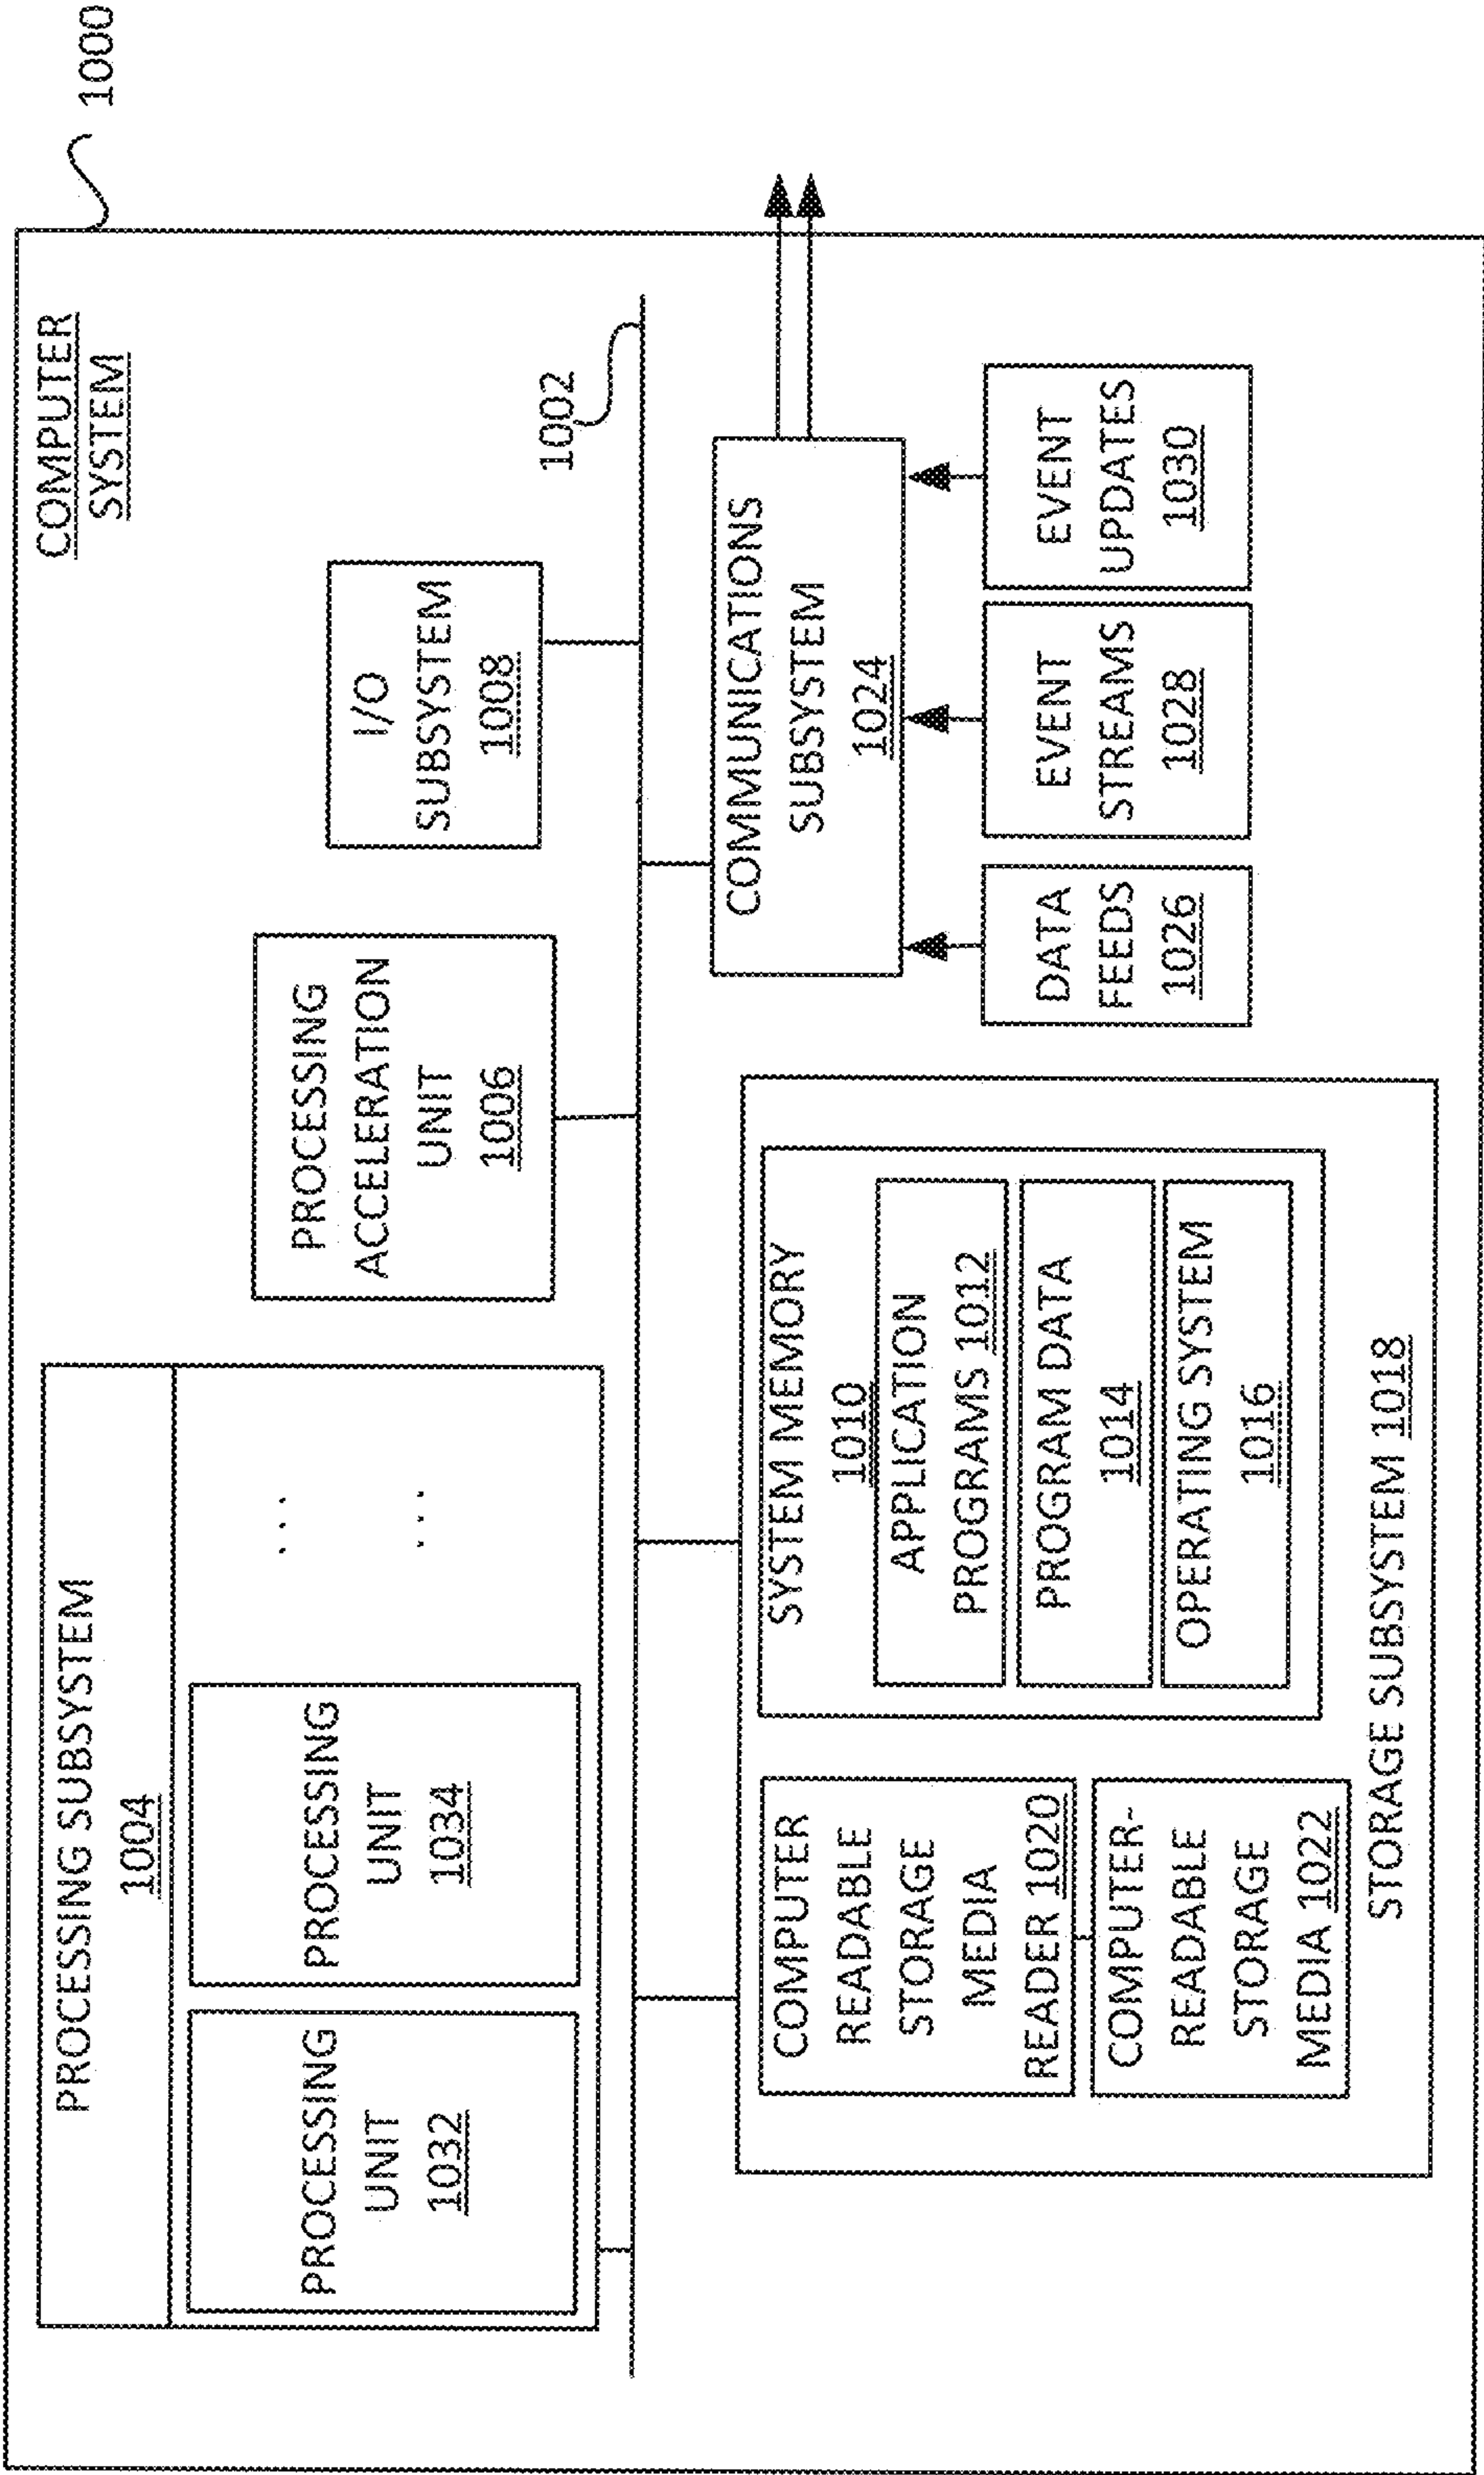 1000
COMPUTER
SYSTEM
PROCESSING SUBSYSTEM
1004
PROCESSING
UNIT
1032
PROCESSING
UNIT
1034
...
...
PROCESSING
ACCELERATION
UNIT
1006
I/O
SUBSYSTEM
1008
1002
COMPUTER
READABLE
STORAGE
MEDIA
READER 1020
COMPUTER-
READABLE
STORAGE
MEDIA 1022
SYSTEM MEMORY
1010
APPLICATION
PROGRAMS 1012
PROGRAM DATA
1014
OPERATING SYSTEM
1016
STORAGE SUBSYSTEM 1018
COMMUNICATIONS
SUBSYSTEM
1024
DATA
FEEDS
1026
EVENT
STREAMS
1028
EVENT
UPDATES
1030